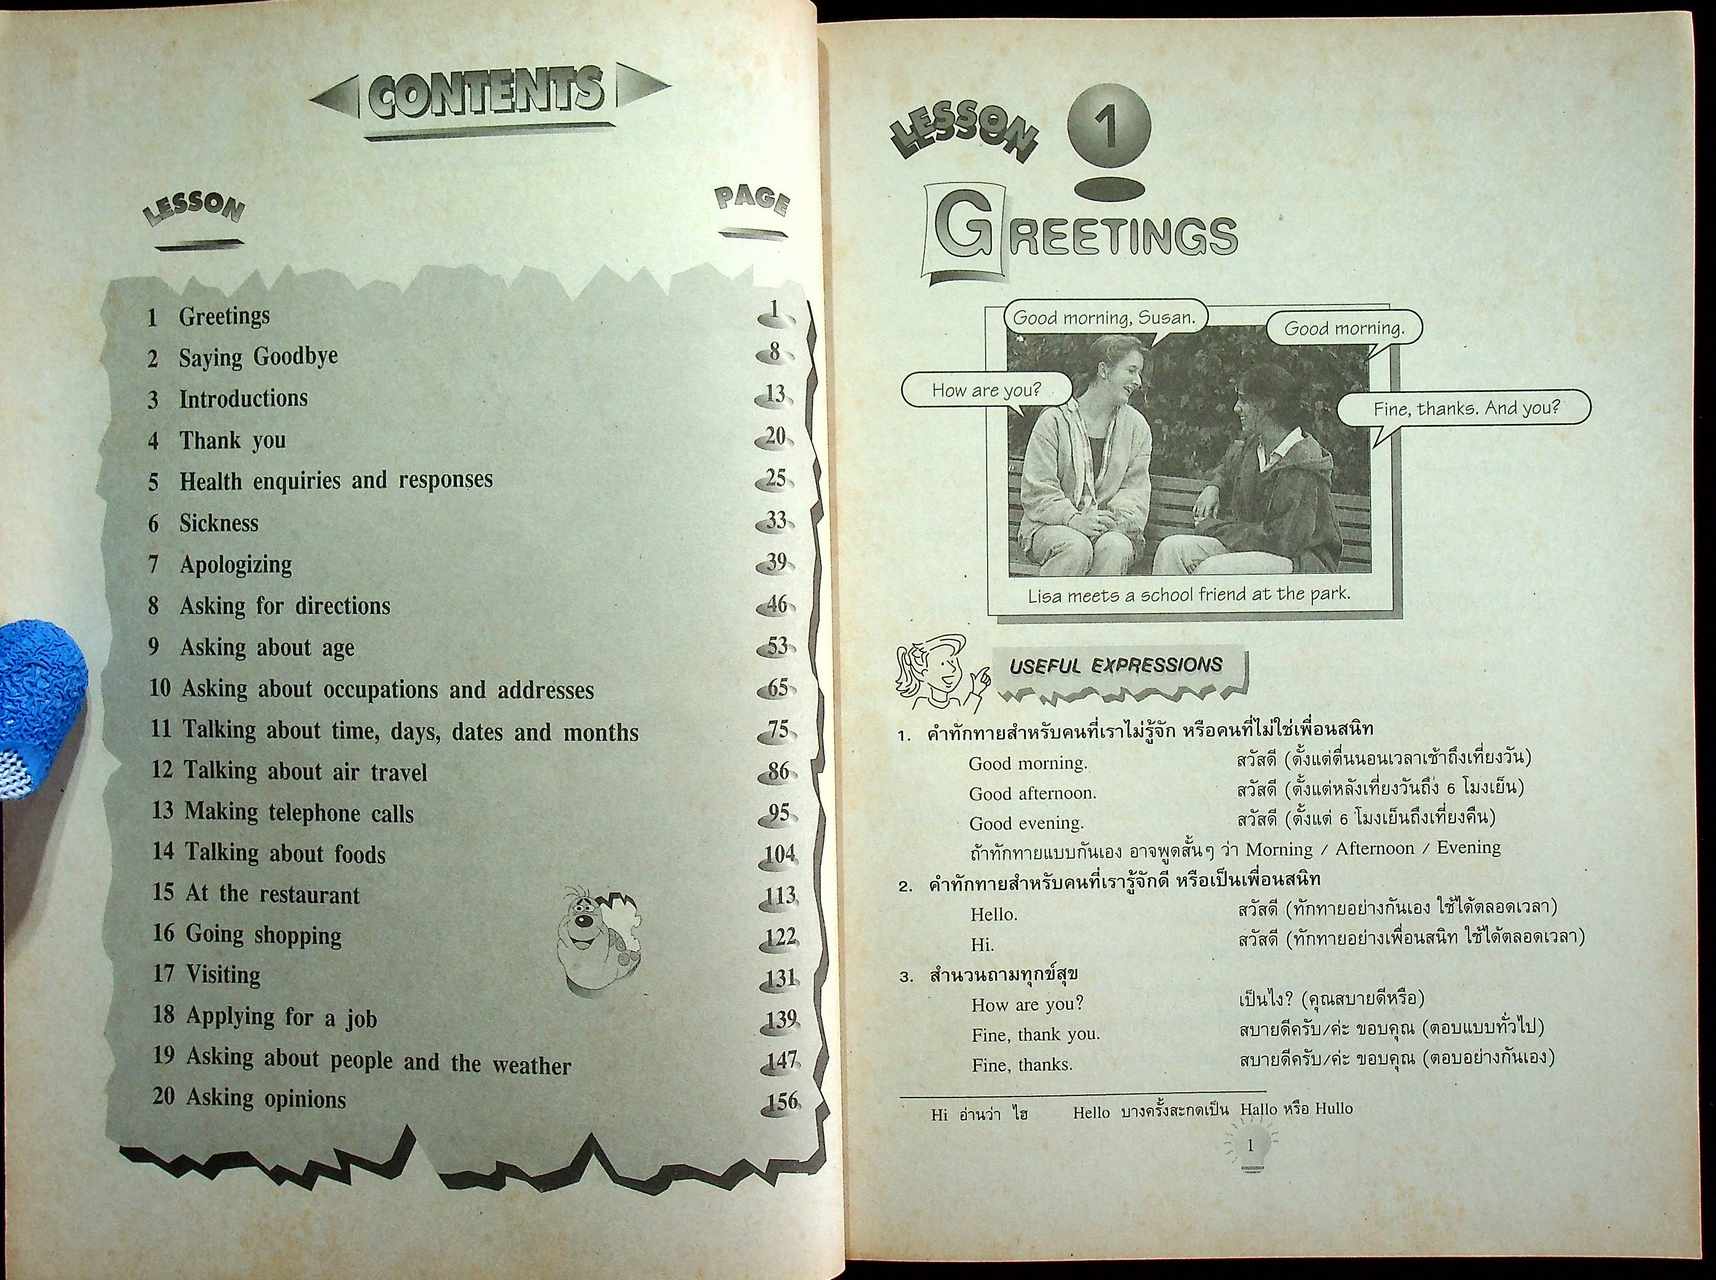 CONTENTS
LESSON PAGE
1 Greetings 1
2 Saying Goodbye 8
3 Introductions 13
4 Thank you 20
5 Health enquiries and responses 25
6 Sickness 33
7 Apologizing 39
8 Asking for directions 46
9 Asking about age 53
10 Asking about occupations and addresses 65
11 Talking about time, days, dates and months 75
12 Talking about air travel 86
13 Making telephone calls 95
14 Talking about foods 104
15 At the restaurant 113
16 Going shopping 122
17 Visiting 131
18 Applying for a job 139
19 Asking about people and the weather 147
20 Asking opinions 156
LESSON 1
GREETINGS
Good morning, Susan.
Good morning.
How are you?
Fine, thanks. And you?
Lisa meets a school friend at the park.
USEFUL EXPRESSIONS
1. คำทักทายสำหรับคนที่เราไม่รู้จัก หรือคนที่ไม่ใช่เพื่อนสนิท
Good morning. สวัสดี (ตั้งแต่ตื่นนอนเวลาเช้าถึงเที่ยงวัน)
Good afternoon. สวัสดี (ตั้งแต่หลังเที่ยงวันถึง 6 โมงเย็น)
Good evening. สวัสดี (ตั้งแต่ 6 โมงเย็นถึงเที่ยงคืน)
ถ้าทักทายแบบกันเอง อาจพูดสั้นๆ ว่า Morning / Afternoon / Evening
2. คำทักทายสำหรับคนที่เรารู้จักดี หรือเป็นเพื่อนสนิท
Hello. สวัสดี (ทักทายอย่างกันเอง ใช้ได้ตลอดเวลา)
Hi. สวัสดี (ทักทายอย่างเพื่อนสนิท ใช้ได้ตลอดเวลา)
3. สำนวนถามทุกข์สุข
How are you? เป็นไง? (คุณสบายดีหรือ)
Fine, thank you. สบายดีครับ/ค่ะ ขอบคุณ (ตอบแบบทั่วไป)
Fine, thanks. สบายดีครับ/ค่ะ ขอบคุณ (ตอบอย่างกันเอง)
Hi อ่านว่า ไฮ Hello บางครั้งสะกดเป็น Hallo หรือ Hullo
1